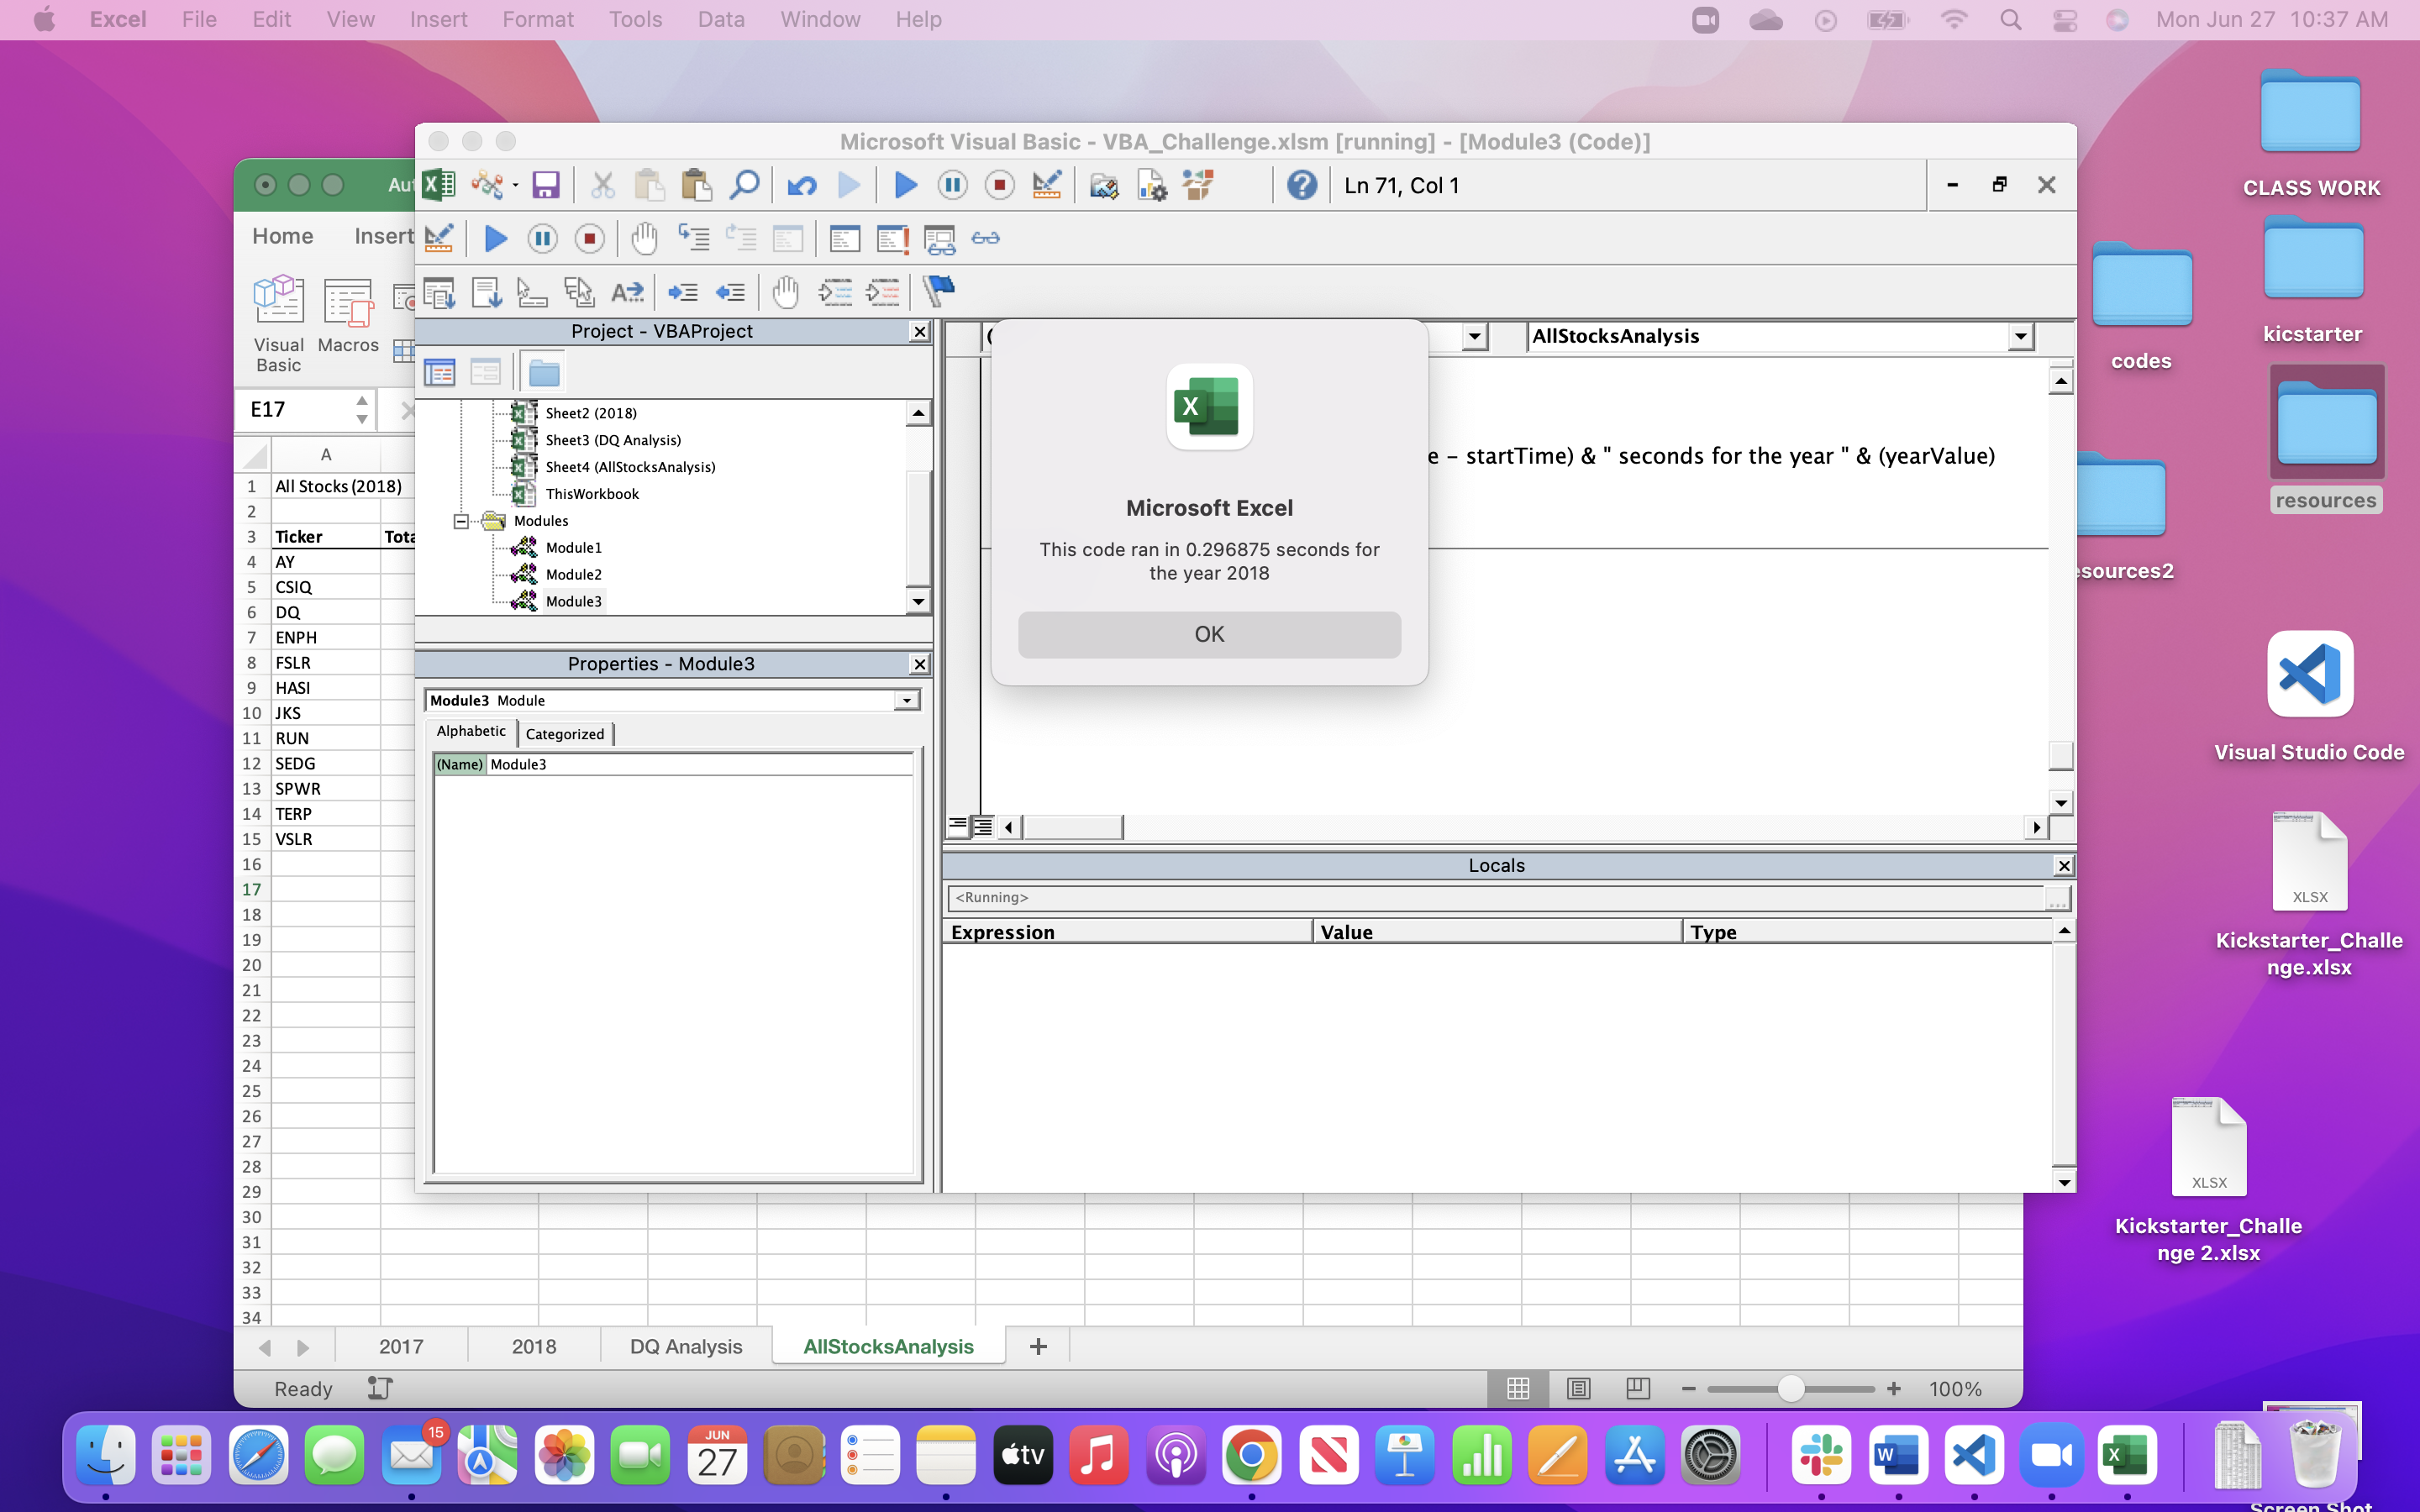 Excel File Edit View Insert Format Tools Data Window Help Mon Jun 27 10:37 AM
Microsoft Visual Basic - VBA_Challenge.xlsm [running] - [Module3 (Code)]
Ln 71, Col 1
Home Insert
Visual Basic
Macros
E17
Project - VBAProject
Sheet2 (2018)
Sheet3 (DQ Analysis)
Sheet4 (AllStocksAnalysis)
ThisWorkbook
Modules
Module1
Module2
Module3
Properties - Module3
Module3 Module
Alphabetic Categorized
(Name) Module3
AllStocksAnalysis
e - startTime) & " seconds for the year " & (yearValue)
Microsoft Excel
This code ran in 0.296875 seconds for
the year 2018
OK
Locals
<Running>
Expression Value Type
A
1 All Stocks (2018)
2
3 Ticker Tota
4 AY
5 CSIQ
6 DQ
7 ENPH
8 FSLR
9 HASI
10 JKS
11 RUN
12 SEDG
13 SPWR
14 TERP
15 VSLR
16
17
18
19
20
21
22
23
24
25
26
27
28
29
30
31
32
33
34
2017 2018 DQ Analysis AllStocksAnalysis +
Ready
100%
CLASS WORK
kicstarter
codes
resources
esources2
Visual Studio Code
XLSX
Kickstarter_Challe
nge.xlsx
XLSX
Kickstarter_Challe
nge 2.xlsx
15
JUN
27
tv
W
X